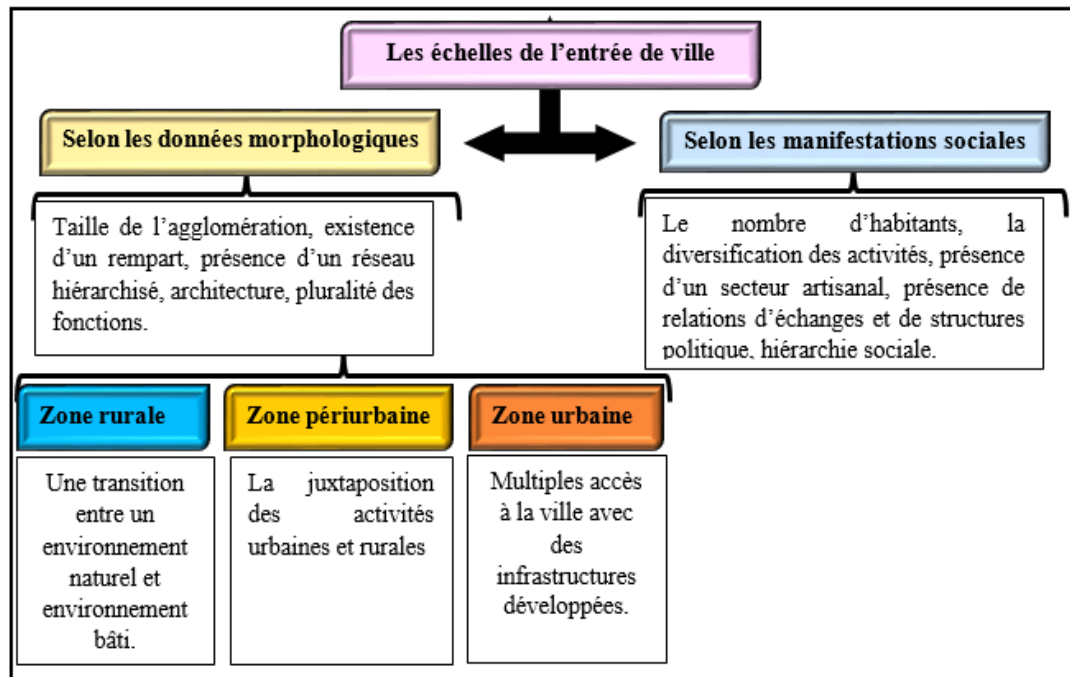 Les échelles de l'entrée de ville
Selon les données morphologiques
Selon les manifestations sociales
Taille de l'agglomération, existence
d'un rempart, présence d'un réseau
hiérarchisé, architecture, pluralité des
fonctions.
Le nombre d'habitants, la
diversification des activités, présence
d'un secteur artisanal, présence de
relations d'échanges et de structures
politique, hiérarchie sociale.
Zone rurale
Zone périurbaine
Zone urbaine
Une transition
entre un
environnement
naturel et
environnement
bâti.
La juxtaposition
des activités
urbaines et rurales
Multiples accès
à la ville avec
des
infrastructures
développées.